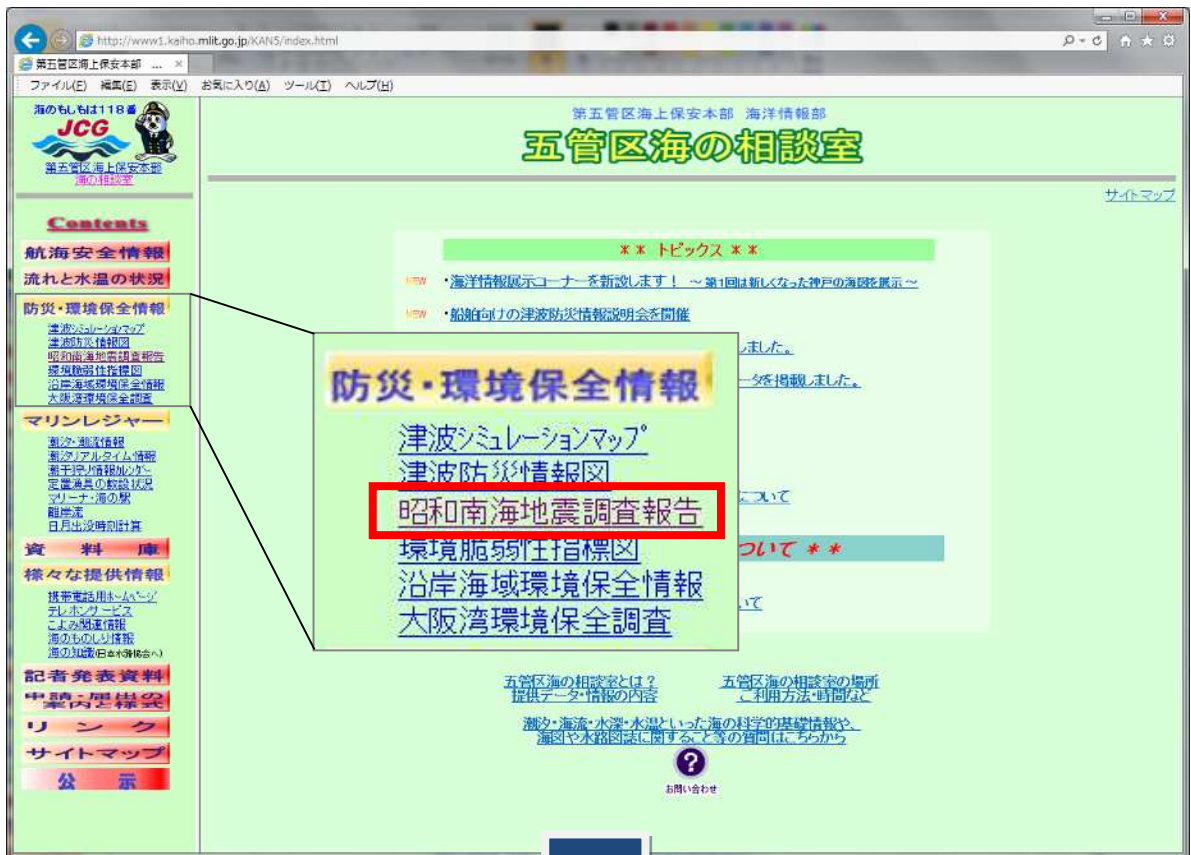 http://www1.kaiho.mlit.go.jp/KAN5/index.html
第五管区海上保安本部 ...
ファイル(E) 編集(E) 表示(V) お気に入り(A) ツール(T) ヘルプ(H)
海のもしもは118番
JCG
第五管区海上保安本部
海の相談室
Contents
航海安全情報
流れと水温の状況
防災・環境保全情報
津波シミュレーションマップ
津波防災情報図
昭和南海地震調査報告
環境脆弱性指標図
沿岸海域環境保全情報
大阪湾環境保全調査
マリンレジャー
潮汐・潮流情報
潮汐リアルタイム情報
潮干狩り情報カレンダー
定置漁具の敷設状況
マリーナ・海の駅
離岸流
日月出没時刻計算
資料庫
様々な提供情報
携帯電話用ホームページ
テレホンサービス
こよみ関連情報
海のものしり情報
海の知識(日本水路協会へ)
記者発表資料
申請・届出の
案内と様式
リンク
サイトマップ
公示
第五管区海上保安本部 海洋情報部
五管区海の相談室
サイトマップ
** トピックス **
NEW ・海洋情報展示コーナーを新設します! ~第1回は新しくなった神戸の海図を展示~
NEW ・船舶向けの津波防災情報説明会を開催
しました。
ータを掲載しました。
について
ついて **
いて
防災・環境保全情報
津波シミュレーションマップ
津波防災情報図
昭和南海地震調査報告
環境脆弱性指標図
沿岸海域環境保全情報
大阪湾環境保全調査
五管区海の相談室とは?
提供データ・情報の内容
五管区海の相談室の場所
ご利用方法・時間など
潮汐・海流・水深・水温といった海の科学的基礎情報や、
海図や水路図誌に関すること等の質問はこちらから
?
お問い合わせ